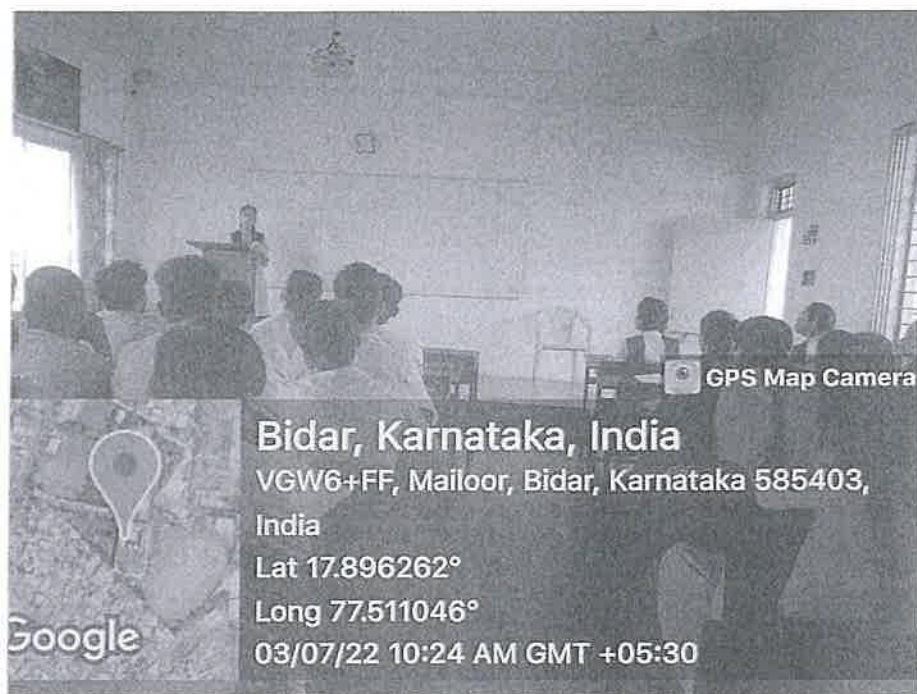 GPS Map Camera
Bidar, Karnataka, India
VGW6+FF, Mailoor, Bidar, Karnataka 585403,
India
Lat 17.896262°
Long 77.511046°
03/07/22 10:24 AM GMT +05:30
Google